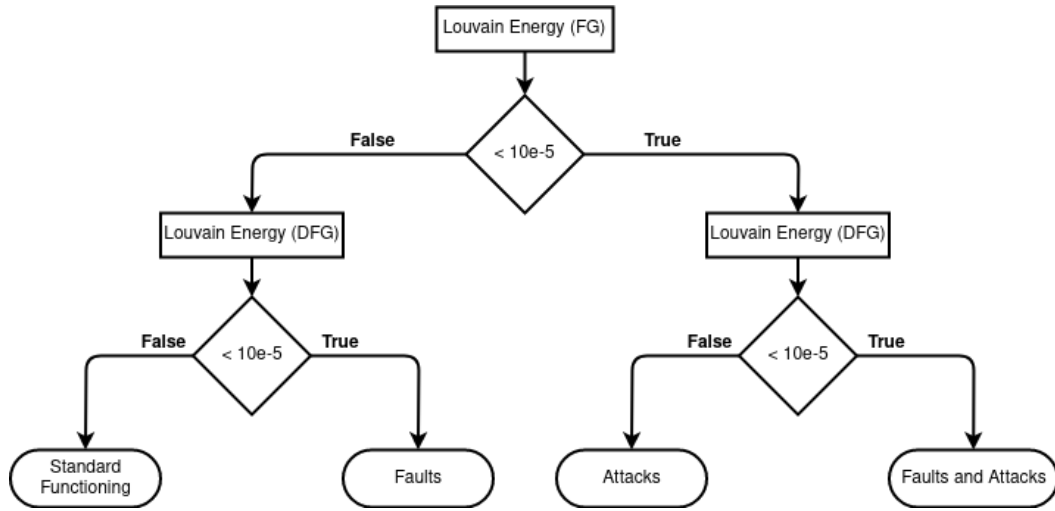 Louvain Energy (FG)
False
< 10e-5
True
Louvain Energy (DFG)
Louvain Energy (DFG)
False
< 10e-5
True
False
< 10e-5
True
Standard
Functioning
Faults
Attacks
Faults and Attacks